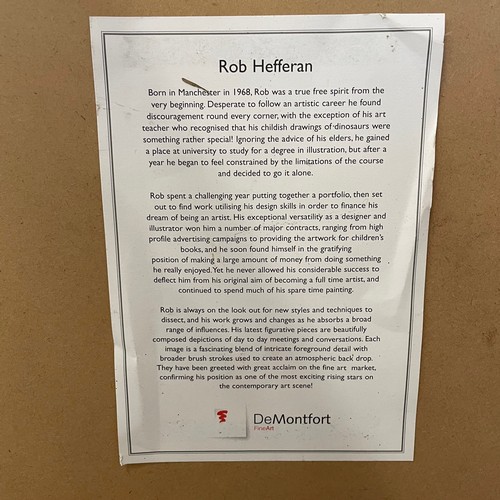 Rob Hefferan
Born in Manchester in 1968, Rob was a true free spirit from the
very beginning. Desperate to follow an artistic career he found
discouragement round every corner, with the exception of his art
teacher who recognised that his childish drawings of dinosaurs were
something rather special! Ignoring the advice of his elders, he gained
a place at university to study for a degree in illustration, but after a
year he began to feel constrained by the limitations of the course
and decided to go it alone.
Rob spent a challenging year putting together a portfolio, then set
out to find work utilising his design skills in order to finance his
dream of being an artist. His exceptional versatility as a designer and
illustrator won him a number of major contracts, ranging from high
profile advertising campaigns to providing the artwork for children's
books, and he soon found himself in the gratifying
position of making a large amount of money from doing something
he really enjoyed. Yet he never allowed his considerable success to
deflect him from his original aim of becoming a full time artist, and
continued to spend much of his spare time painting.
Rob is always on the look out for new styles and techniques to
dissect, and his work grows and changes as he absorbs a broad
range of influences. His latest figurative pieces are beautifully
composed depictions of day to day meetings and conversations. Each
image is a fascinating blend of intricate foreground detail with
broader brush strokes used to create an atmospheric back drop.
They have been greeted with great acclaim on the fine art market,
confirming his position as one of the most exciting rising stars on
the contemporary art scene!
DeMontfort
FineArt